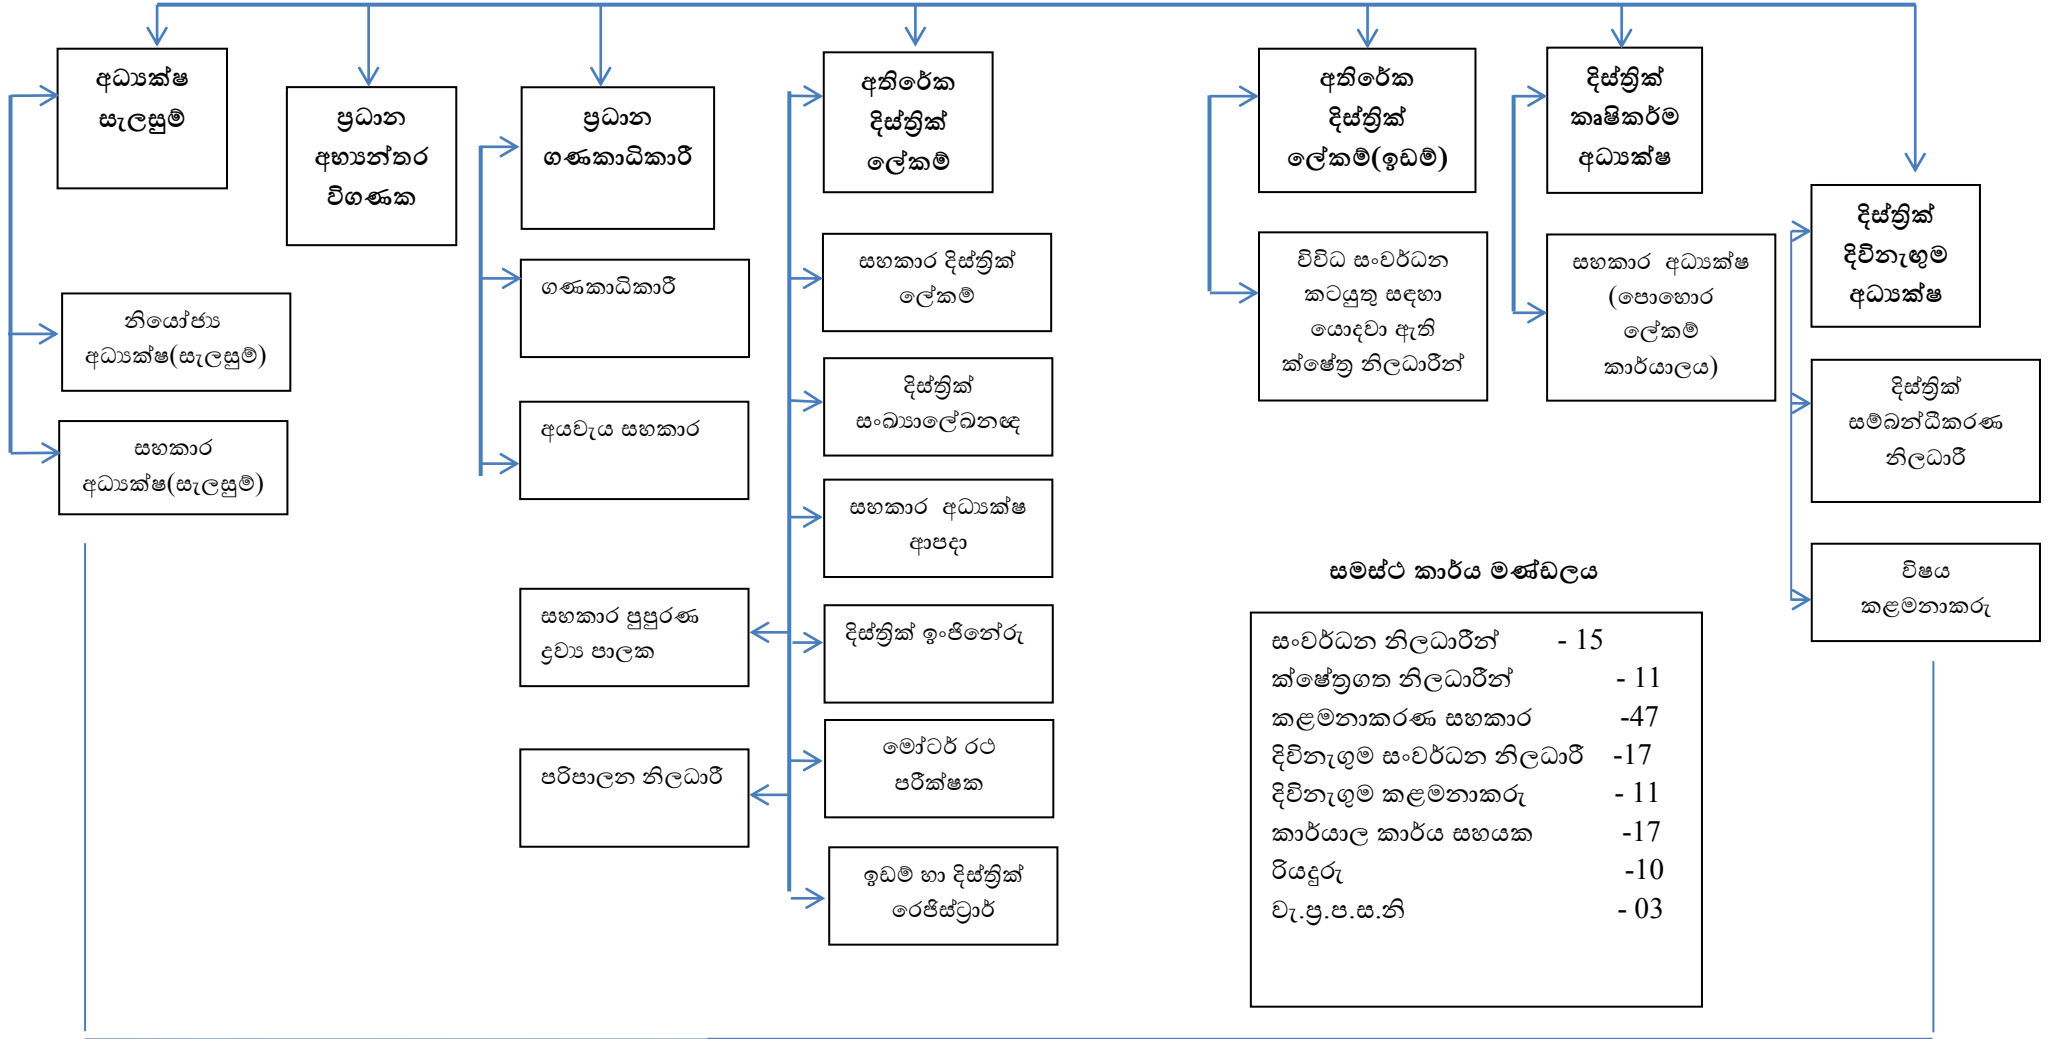 අධ්‍යක්ෂ
සැලසුම්
ප්‍රධාන
අභ්‍යන්තර
විගණක
ප්‍රධාන
ගණකාධිකාරී
අතිරේක
දිස්ත්‍රික්
ලේකම්
අතිරේක
දිස්ත්‍රික්
ලේකම්(ඉඩම්)
දිස්ත්‍රික්
කෘෂිකර්ම
අධ්‍යක්ෂ
දිස්ත්‍රික්
දිවිනැඟුම
අධ්‍යක්ෂ
නියෝජ්‍ය
අධ්‍යක්ෂ(සැලසුම්)
සහකාර
අධ්‍යක්ෂ(සැලසුම්)
ගණකාධිකාරී
අයවැය සහකාර
සහකාර පුපුරණ
ද්‍රව්‍ය පාලක
පරිපාලන නිලධාරී
සහකාර දිස්ත්‍රික්
ලේකම්
දිස්ත්‍රික්
සංඛ්‍යාලේඛනඥ
සහකාර අධ්‍යක්ෂ
ආපදා
දිස්ත්‍රික් ඉංජිනේරු
මෝටර් රථ
පරීක්ෂක
ඉඩම් හා දිස්ත්‍රික්
රෙජිස්ට්‍රාර්
විවිධ සංවර්ධන
කටයුතු සඳහා
යොදවා ඇති
ක්ෂේත්‍ර නිලධාරීන්
සහකාර අධ්‍යක්ෂ
(පොහොර
ලේකම්
කාර්යාලය)
දිස්ත්‍රික්
සම්බන්ධීකරණ
නිලධාරී
විෂය
කළමනාකරු
සමස්ථ කාර්ය මණ්ඩලය
සංවර්ධන නිලධාරීන් - 15
ක්ෂේත්‍රගත නිලධාරීන් - 11
කළමනාකරණ සහකාර -47
දිවිනැගුම සංවර්ධන නිලධාරී -17
දිවිනැගුම කළමනාකරු - 11
කාර්යාල කාර්ය සහයක -17
රියදුරු -10
වැ.ප්‍ර.ප.ස.නි - 03